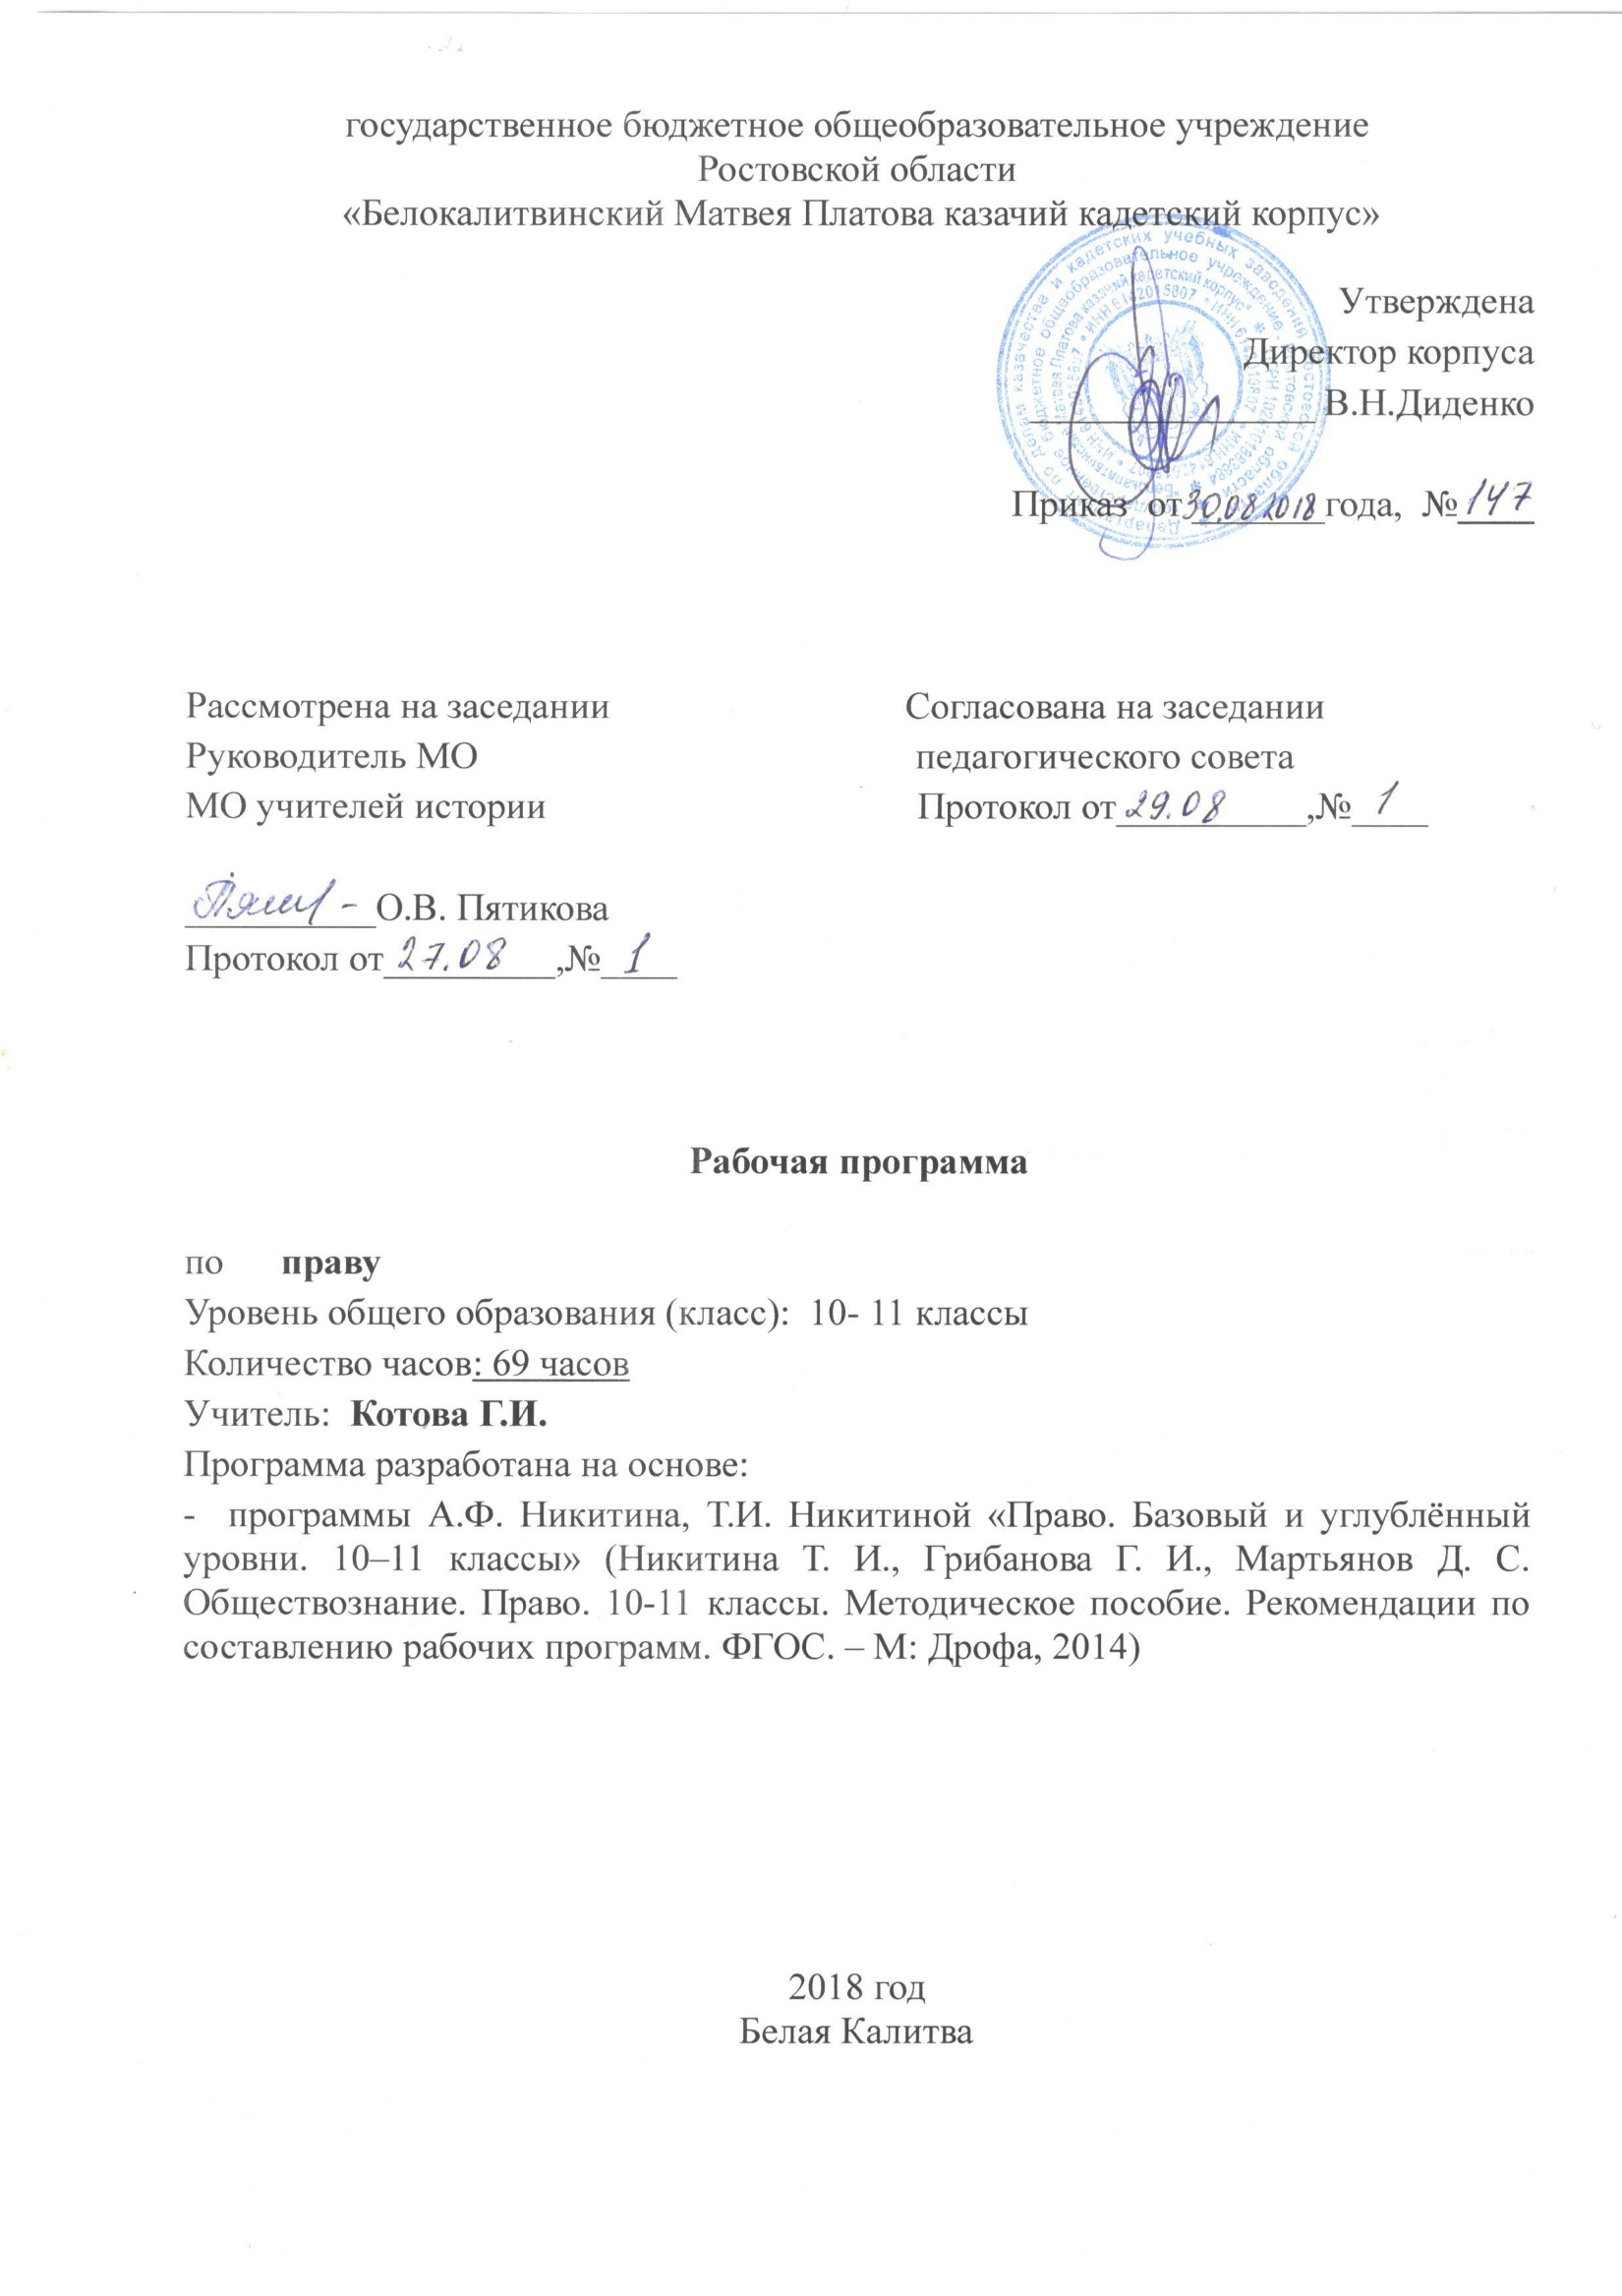 государственное бюджетное общеобразовательное учреждение
Ростовской области
«Белокалитвинский Матвея Платова казачий кадетский корпус»
Утверждена
Директор корпуса
В.Н.Диденко
Приказ от 30.08.2018 года, № 147
Рассмотрена на заседании
Руководитель МО
МО учителей истории
О.В. Пятикова
Протокол от 27.08 ,№ 1
Согласована на заседании
педагогического совета
Протокол от 29.08 ,№ 1
Рабочая программа
по праву
Уровень общего образования (класс): 10- 11 классы
Количество часов: 69 часов
Учитель: Котова Г.И.
Программа разработана на основе:
- программы А.Ф. Никитина, Т.И. Никитиной «Право. Базовый и углублённый
уровни. 10–11 классы» (Никитина Т. И., Грибанова Г. И., Мартьянов Д. С.
Обществознание. Право. 10-11 классы. Методическое пособие. Рекомендации по
составлению рабочих программ. ФГОС. – М: Дрофа, 2014)
2018 год
Белая Калитва